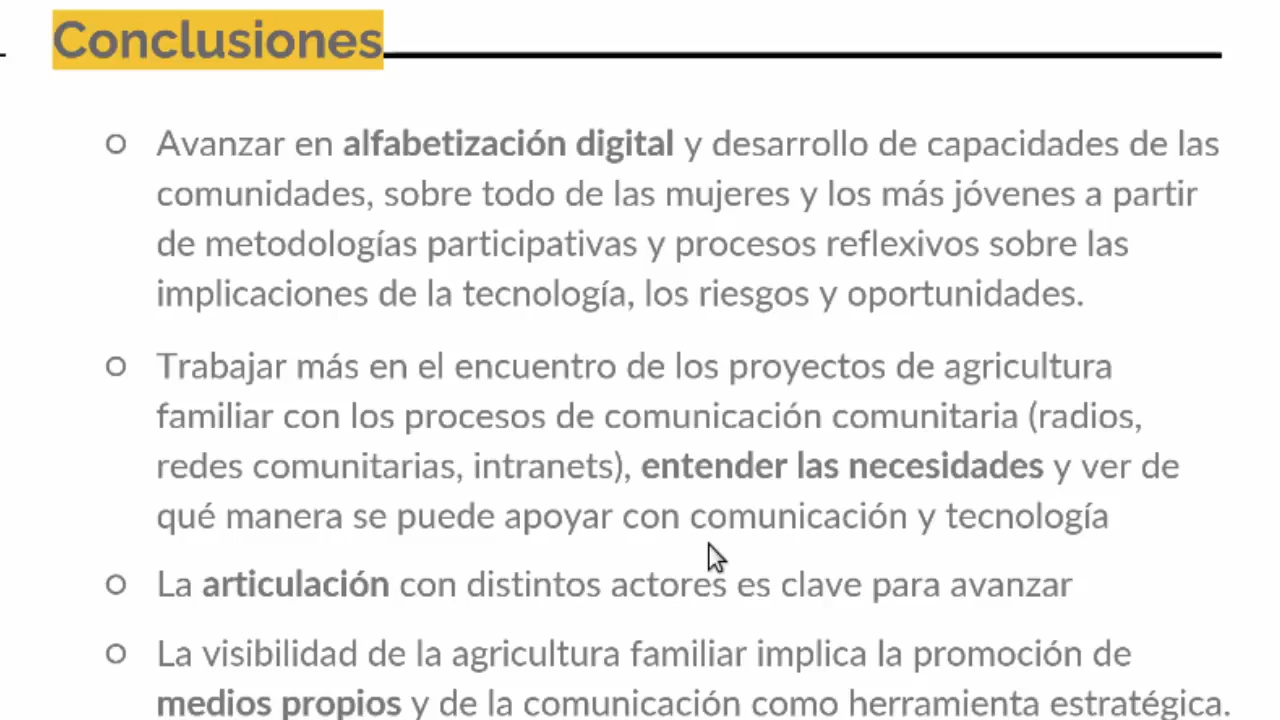 Conclusiones
Avanzar en alfabetización digital y desarrollo de capacidades de las
comunidades, sobre todo de las mujeres y los más jóvenes a partir
de metodologías participativas y procesos reflexivos sobre las
implicaciones de la tecnología, los riesgos y oportunidades.
Trabajar más en el encuentro de los proyectos de agricultura
familiar con los procesos de comunicación comunitaria (radios,
redes comunitarias, intranets), entender las necesidades y ver de
qué manera se puede apoyar con comunicación y tecnología
La articulación con distintos actores es clave para avanzar
La visibilidad de la agricultura familiar implica la promoción de
medios propios y de la comunicación como herramienta estratégica.